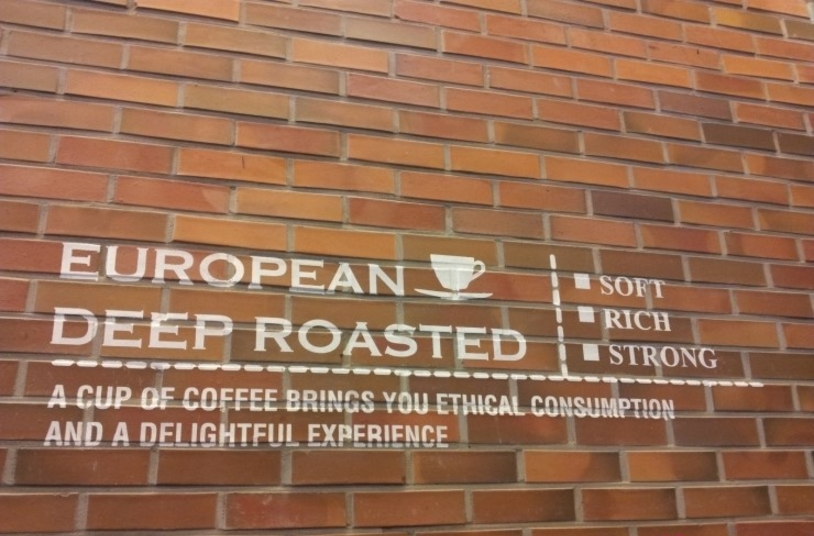 EUROPEAN
DEEP ROASTED
SOFT
RICH
STRONG
A CUP OF COFFEE BRINGS YOU ETHICAL CONSUMPTION
AND A DELIGHTFUL EXPERIENCE